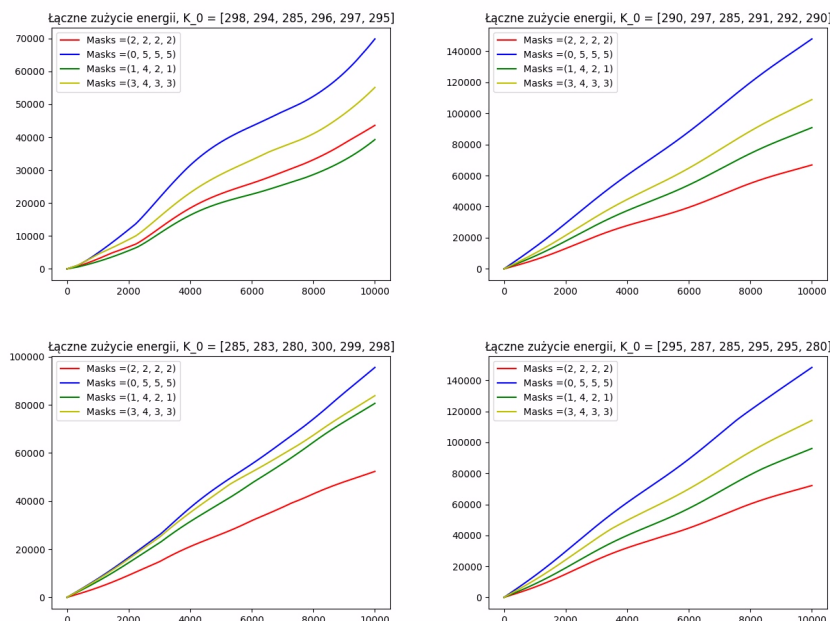 Łączne zużycie energii, K_0 = [298, 294, 285, 296, 297, 295]
Masks =(2, 2, 2, 2)
Masks =(0, 5, 5, 5)
Masks =(1, 4, 2, 1)
Masks =(3, 4, 3, 3)
70000
60000
50000
40000
30000
20000
10000
0
0 2000 4000 6000 8000 10000
Łączne zużycie energii, K_0 = [290, 297, 285, 291, 292, 290]
Masks =(2, 2, 2, 2)
Masks =(0, 5, 5, 5)
Masks =(1, 4, 2, 1)
Masks =(3, 4, 3, 3)
140000
120000
100000
80000
60000
40000
20000
0
0 2000 4000 6000 8000 10000
Łączne zużycie energii, K_0 = [285, 283, 280, 300, 299, 298]
Masks =(2, 2, 2, 2)
Masks =(0, 5, 5, 5)
Masks =(1, 4, 2, 1)
Masks =(3, 4, 3, 3)
100000
80000
60000
40000
20000
0
0 2000 4000 6000 8000 10000
Łączne zużycie energii, K_0 = [295, 287, 285, 295, 295, 280]
Masks =(2, 2, 2, 2)
Masks =(0, 5, 5, 5)
Masks =(1, 4, 2, 1)
Masks =(3, 4, 3, 3)
140000
120000
100000
80000
60000
40000
20000
0
0 2000 4000 6000 8000 10000